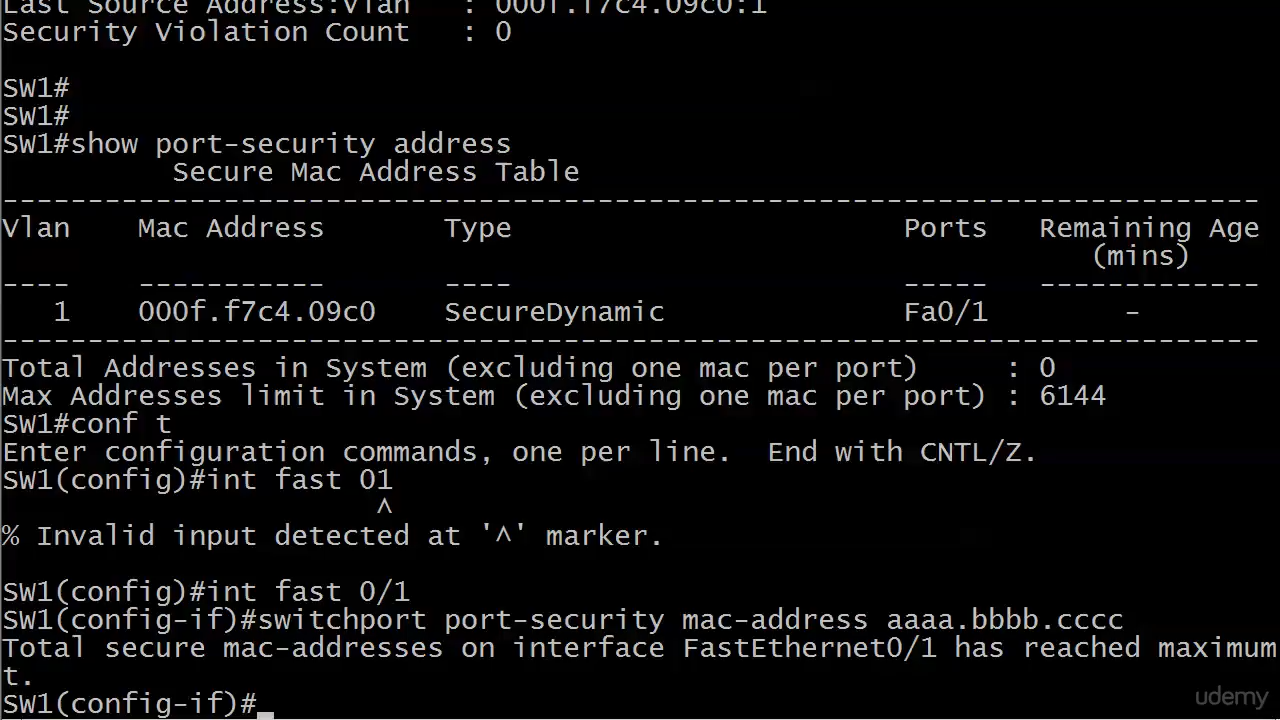 Last Source Address:Vlan   : 000f.f7c4.09c0:1
Security Violation Count   : 0
SW1#
SW1#
SW1#show port-security address
Secure Mac Address Table
-----------------------------------------------------------------------
Vlan    Mac Address       Type                         Ports   Remaining Age
(mins)
----    -----------       ----                         -----   -------------
1    000f.f7c4.09c0    SecureDynamic                Fa0/1        -
-----------------------------------------------------------------------
Total Addresses in System (excluding one mac per port)     : 0
Max Addresses limit in System (excluding one mac per port) : 6144
SW1#conf t
Enter configuration commands, one per line.  End with CNTL/Z.
SW1(config)#int fast 01
^
% Invalid input detected at '^' marker.
SW1(config)#int fast 0/1
SW1(config-if)#switchport port-security mac-address aaaa.bbbb.cccc
Total secure mac-addresses on interface FastEthernet0/1 has reached maximum
t.
SW1(config-if)#
udemy